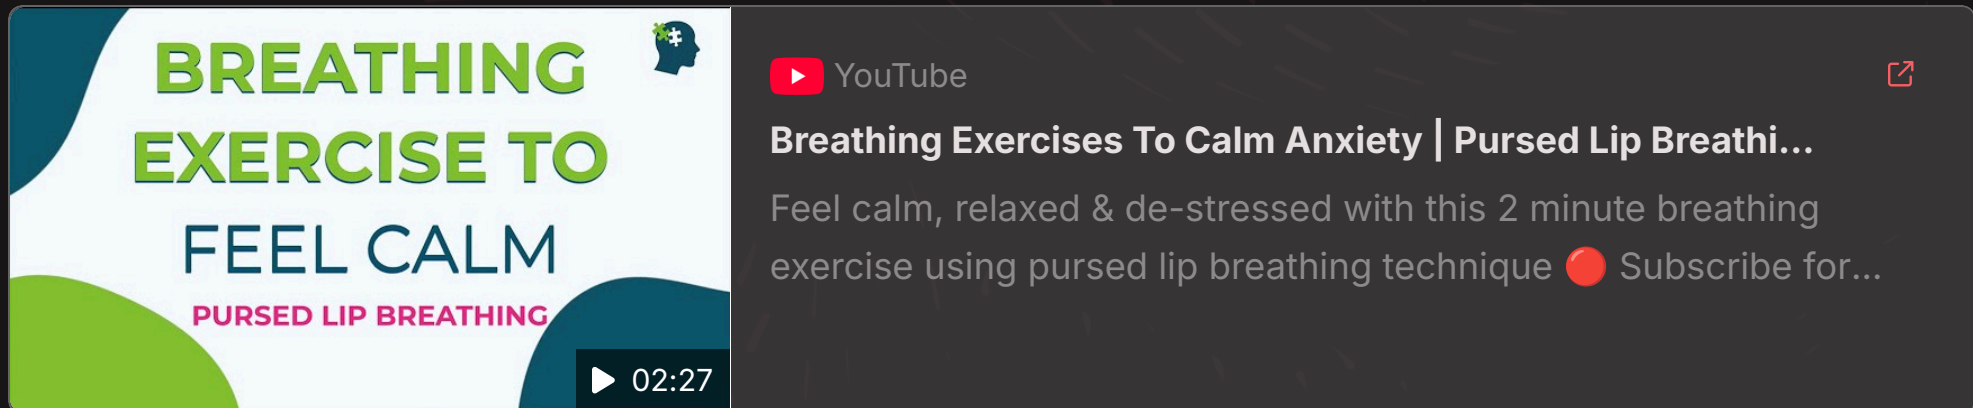 BREATHING
EXERCISE TO
FEEL CALM
PURSED LIP BREATHING
02:27
YouTube
Breathing Exercises To Calm Anxiety | Pursed Lip Breathi...
Feel calm, relaxed & de-stressed with this 2 minute breathing
exercise using pursed lip breathing technique 🔴 Subscribe for...